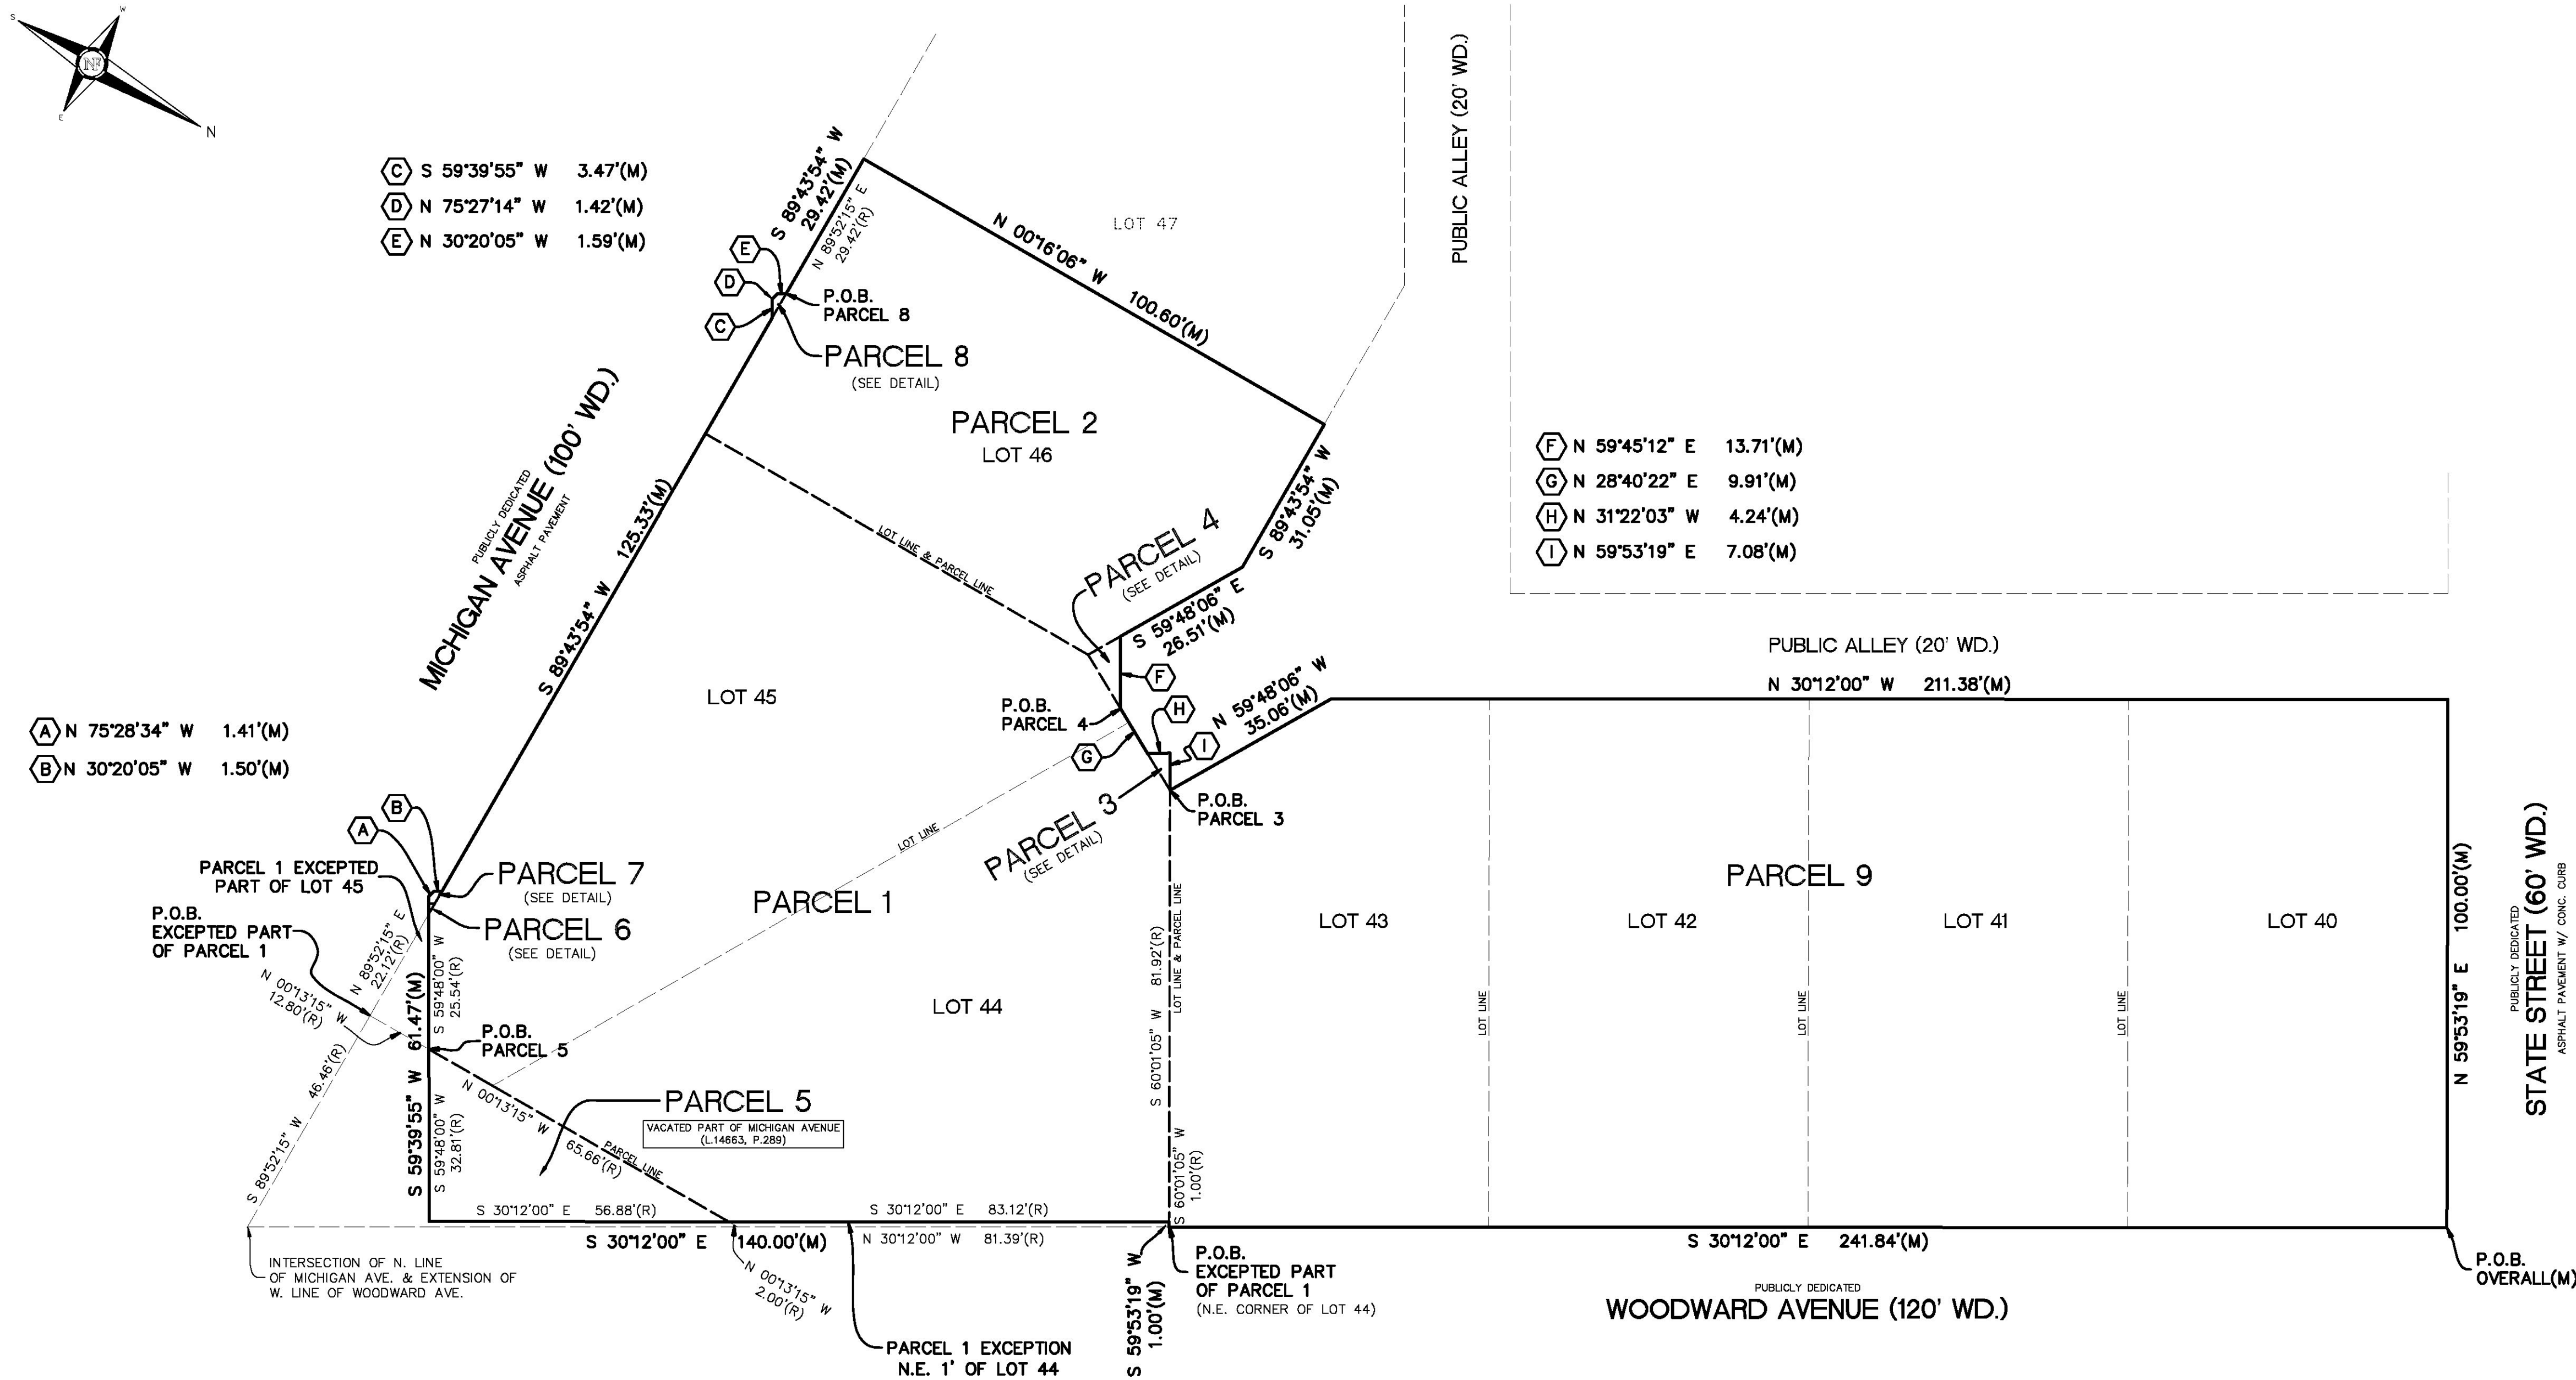 S
W
NF
E
N
C S 59°39'55" W 3.47'(M)
D N 75°27'14" W 1.42'(M)
E N 30°20'05" W 1.59'(M)
S 89°43'54" W
29.42'(M)
N 89°52'15" E
29.42'(R)
E
D
C
P.O.B.
PARCEL 8
PARCEL 8
(SEE DETAIL)
N 00°16'06" W 100.60'(M)
LOT 47
PUBLIC ALLEY (20' WD.)
PARCEL 2
LOT 46
PUBLICLY DEDICATED
MICHIGAN AVENUE (100' WD.)
ASPHALT PAVEMENT
S 89°43'54" W 125.33'(M)
LOT LINE & PARCEL LINE
PARCEL 4
(SEE DETAIL)
S 89°43'54" W
31.05'(M)
S 59°48'06" E
26.51'(M)
F N 59°45'12" E 13.71'(M)
G N 28°40'22" E 9.91'(M)
H N 31°22'03" W 4.24'(M)
I N 59°53'19" E 7.08'(M)
PUBLIC ALLEY (20' WD.)
N 30°12'00" W 211.38'(M)
LOT 45
P.O.B.
PARCEL 4
F
H
G
I
N 59°48'06" W
35.06'(M)
P.O.B.
PARCEL 3
PARCEL 3
(SEE DETAIL)
A N 75°28'34" W 1.41'(M)
B N 30°20'05" W 1.50'(M)
B
A
PARCEL 1 EXCEPTED
PART OF LOT 45
PARCEL 7
(SEE DETAIL)
PARCEL 6
(SEE DETAIL)
P.O.B.
EXCEPTED PART
OF PARCEL 1
N 89°52'15" E
22.12'(R)
N 00°13'15" W
12.80'(R)
S 89°52'15" W 46.46'(R)
S 59°39'55" W 61.47'(M)
S 59°48'00" W
25.54'(R)
S 59°48'00" W
32.81'(R)
P.O.B.
PARCEL 5
LOT LINE
PARCEL 1
LOT 44
N 00°13'15" W 65.66'(R)
PARCEL LINE
PARCEL 5
VACATED PART OF MICHIGAN AVENUE
(L.14663, P.289)
S 60°01'05" W 81.92'(R)
LOT LINE & PARCEL LINE
S 60°01'05" W
1.00'(R)
PARCEL 9
LOT 43
LOT 42
LOT 41
LOT 40
LOT LINE
LOT LINE
LOT LINE
N 59°53'19" E 100.00'(M)
PUBLICLY DEDICATED
STATE STREET (60' WD.)
ASPHALT PAVEMENT W/ CONC. CURB
S 30°12'00" E 56.88'(R)
S 30°12'00" E 83.12'(R)
S 30°12'00" E 140.00'(M)
N 30°12'00" W 81.39'(R)
N 00°13'15" W
2.00'(R)
INTERSECTION OF N. LINE
OF MICHIGAN AVE. & EXTENSION OF
W. LINE OF WOODWARD AVE.
PARCEL 1 EXCEPTION
N.E. 1' OF LOT 44
S 59°53'19" W
1.00'(M)
P.O.B.
EXCEPTED PART
OF PARCEL 1
(N.E. CORNER OF LOT 44)
S 30°12'00" E 241.84'(M)
PUBLICLY DEDICATED
WOODWARD AVENUE (120' WD.)
P.O.B.
OVERALL(M)